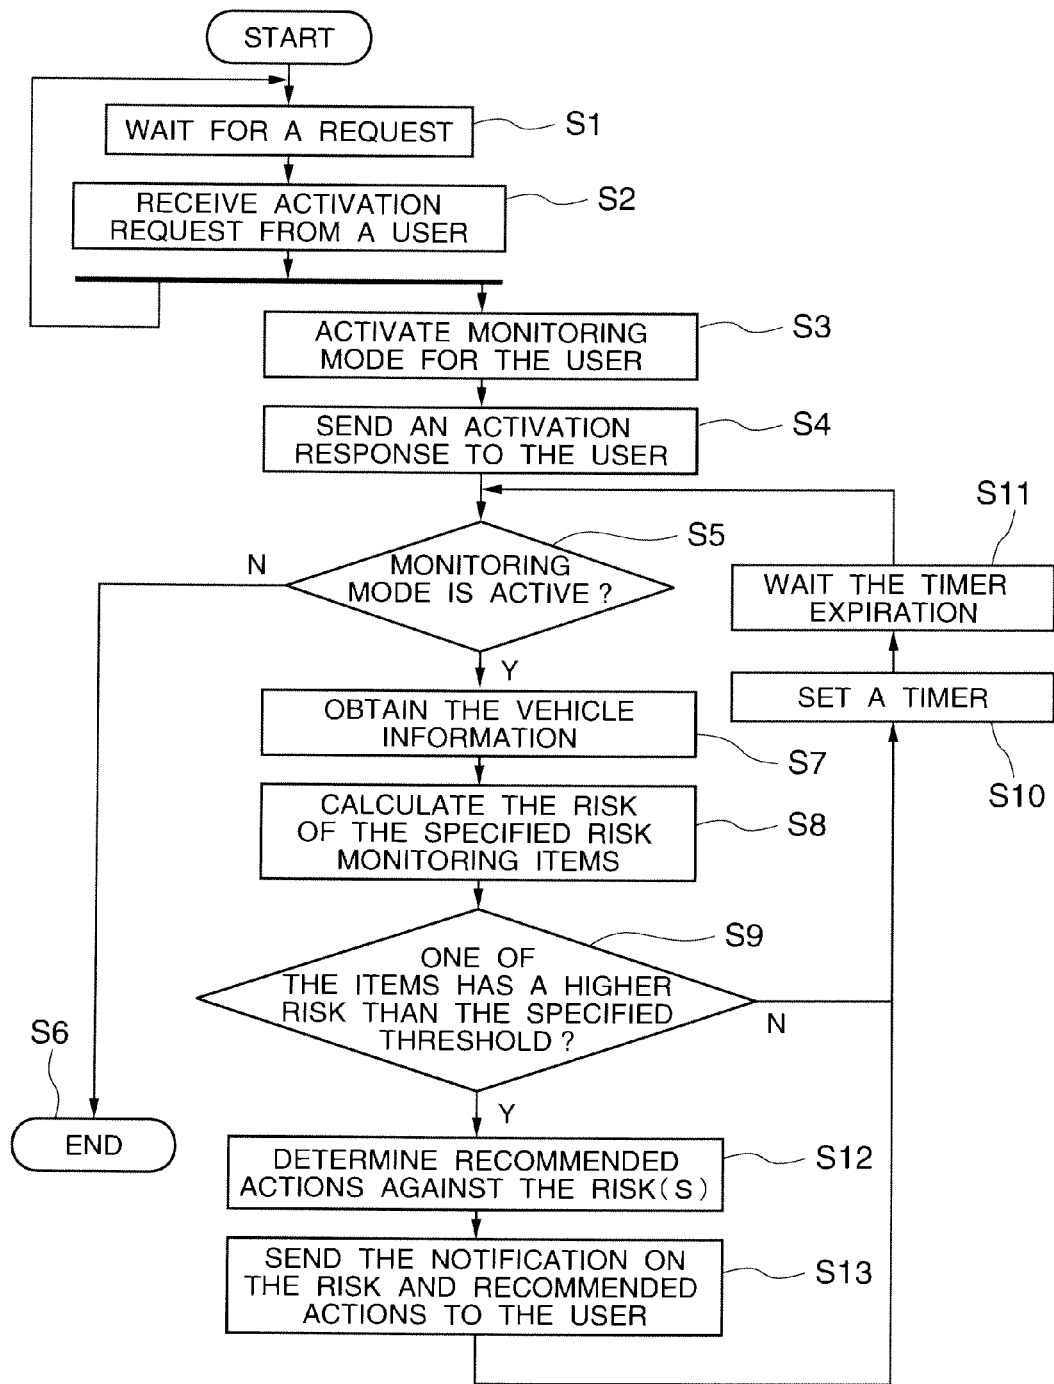 START
WAIT FOR A REQUEST
S1
RECEIVE ACTIVATION
REQUEST FROM A USER
S2
ACTIVATE MONITORING
MODE FOR THE USER
S3
SEND AN ACTIVATION
RESPONSE TO THE USER
S4
MONITORING
MODE IS ACTIVE ?
S5
N
Y
S11
WAIT THE TIMER
EXPIRATION
SET A TIMER
S10
OBTAIN THE VEHICLE
INFORMATION
S7
CALCULATE THE RISK
OF THE SPECIFIED RISK
MONITORING ITEMS
S8
ONE OF
THE ITEMS HAS A HIGHER
RISK THAN THE SPECIFIED
THRESHOLD ?
S9
N
Y
S6
END
DETERMINE RECOMMENDED
ACTIONS AGAINST THE RISK(S)
S12
SEND THE NOTIFICATION ON
THE RISK AND RECOMMENDED
ACTIONS TO THE USER
S13